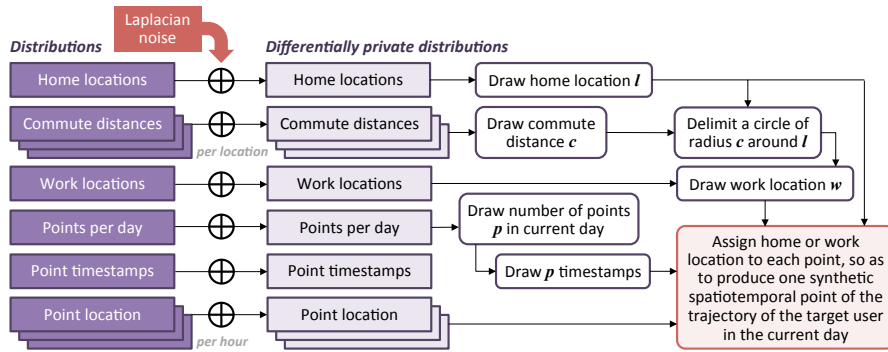 Laplacian
noise
Distributions
Differentially private distributions
Home locations
Home locations
Draw home location l
Commute distances
per location
Commute distances
Draw commute
distance c
Delimit a circle of
radius c around l
Work locations
Work locations
Draw work location w
Points per day
Points per day
Draw number of points
p in current day
Point timestamps
Point timestamps
Draw p timestamps
Point location
per hour
Point location
Assign home or work
location to each point, so as
to produce one synthetic
spatiotemporal point of the
trajectory of the target user
in the current day